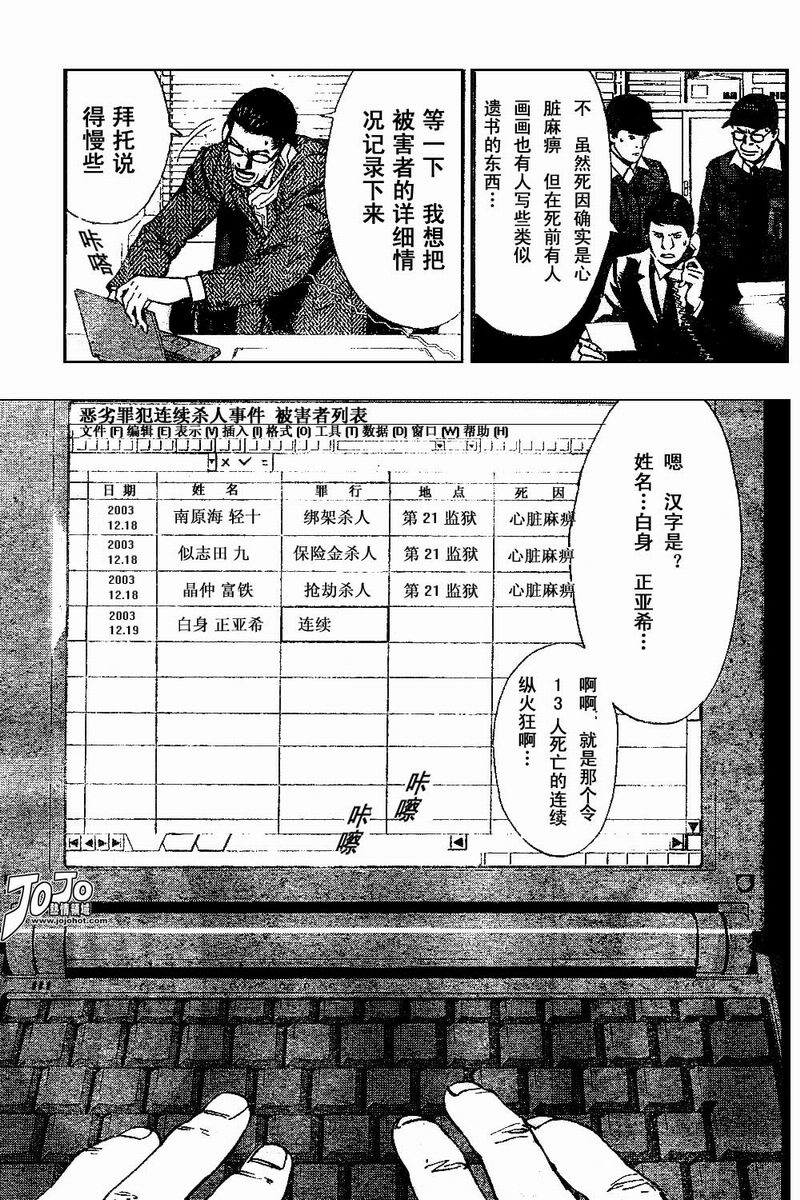 不 虽然死因确实是心
脏麻痹 但在死前有人
画画也有人写些类似
遗书的东西…
等一下 我想把
被害者的详细情
况记录下来
拜托说
得慢些
咔
嗒
恶劣罪犯连续杀人事件 被害者列表
文件(F) 编辑(E) 表示(V) 插入(I) 格式(O) 工具(T) 数据(D) 窗口(W) 帮助(H)
日期 姓名 罪行 地点 死因
2003 12.18 南原海 轻十 绑架杀人 第21监狱 心脏麻痹
2003 12.18 似志田 九 保险金杀人 第21监狱 心脏麻痹
2003 12.18 晶仲 富铁 抢劫杀人 第21监狱 心脏麻痹
2003 12.19 白身 正亚希 连续
嗯 汉字是？
姓名…白身 正亚希…
啊啊，就是那个令
13人死亡的连续
纵火狂啊…
咔
嚓
咔
嚓
JOJO
www.jojohot.com